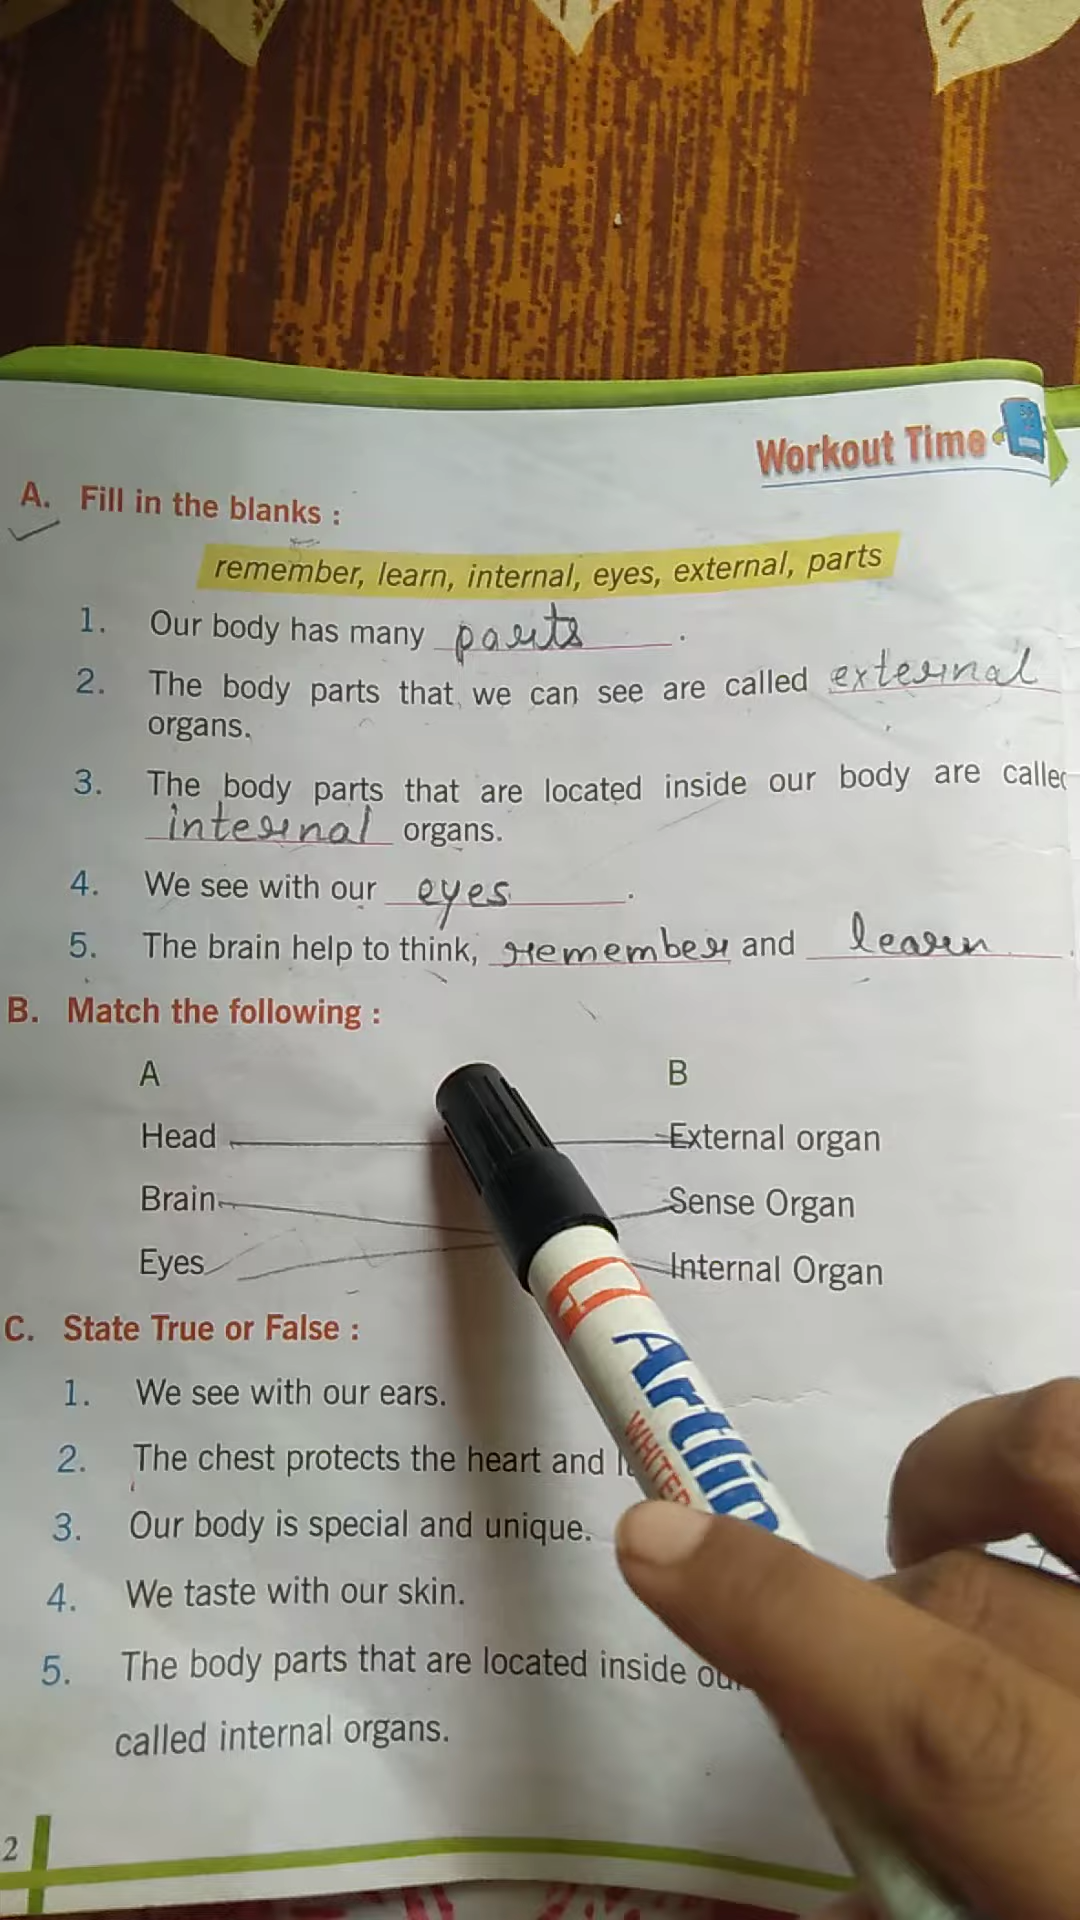 Workout Time
A. Fill in the blanks :
remember, learn, internal, eyes, external, parts
1. Our body has many parts .
2. The body parts that we can see are called external
organs.
3. The body parts that are located inside our body are
internal organs.
4. We see with our eyes .
5. The brain help to think, remember and learn .
B. Match the following :
A B
Head External organ
Brain Sense Organ
Eyes Internal Organ
C. State True or False :
1. We see with our ears.
2. The chest protects the heart and
3. Our body is special and unique.
4. We taste with our skin.
5. The body parts that are located inside
called internal organs.
2